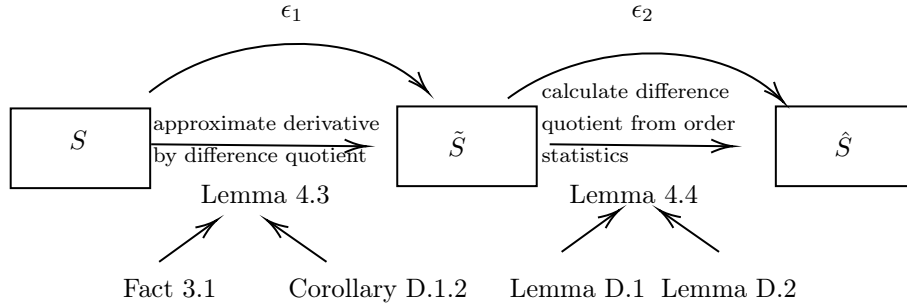 ϵ₁
ϵ₂
S
approximate derivative
by difference quotient
S̃
calculate difference
quotient from order
statistics
Ŝ
Lemma 4.3
Lemma 4.4
Fact 3.1
Corollary D.1.2
Lemma D.1
Lemma D.2